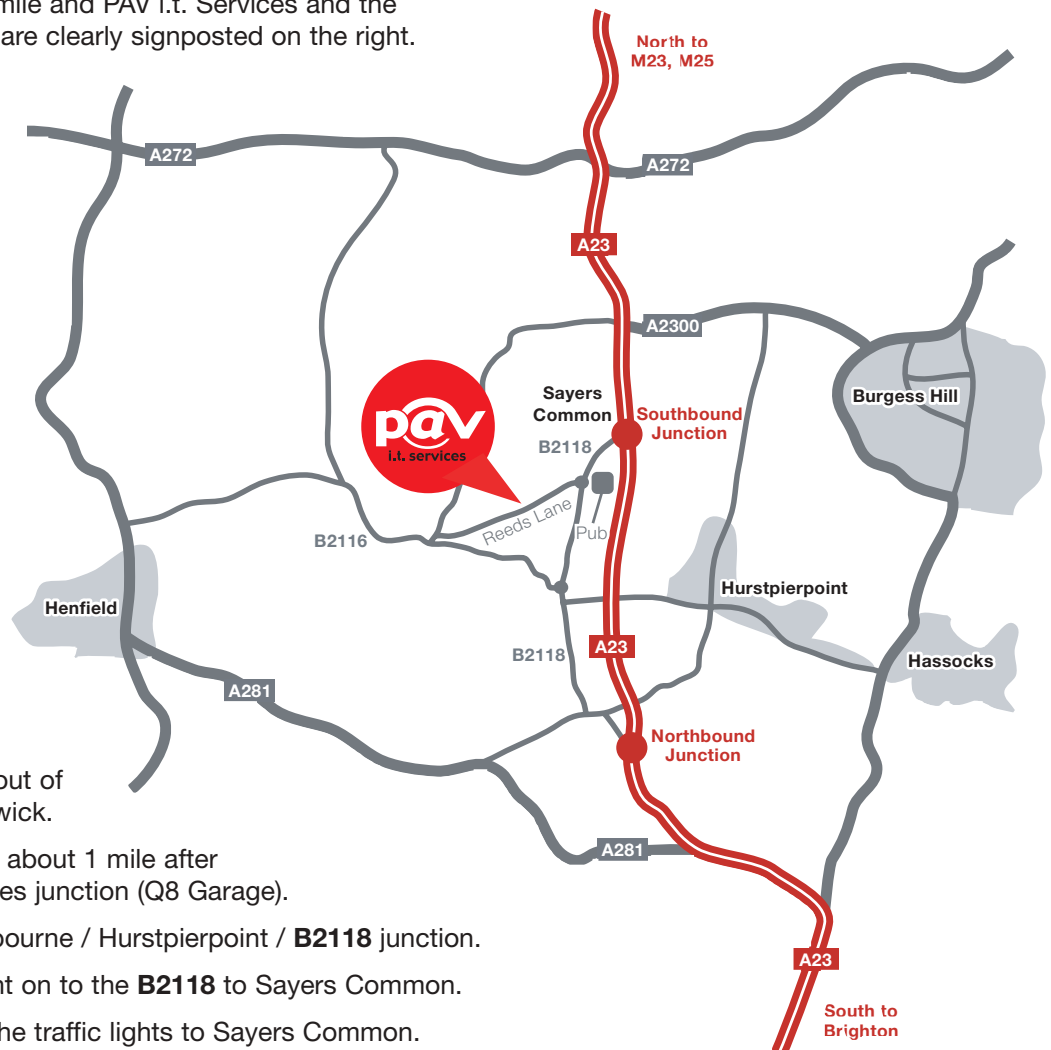 mile and PAV i.t. Services and the
are clearly signposted on the right.
North to
M23, M25
A272
A272
A23
A2300
Burgess Hill
Sayers
Common
Southbound
Junction
pav
i.t. services
B2118
Reeds Lane
Pub
B2116
Henfield
Hurstpierpoint
B2118
A23
Hassocks
A281
Northbound
Junction
out of
wick.
about 1 mile after
es junction (Q8 Garage).
A281
bourne / Hurstpierpoint / B2118 junction.
A23
nt on to the B2118 to Sayers Common.
South to
Brighton
he traffic lights to Sayers Common.